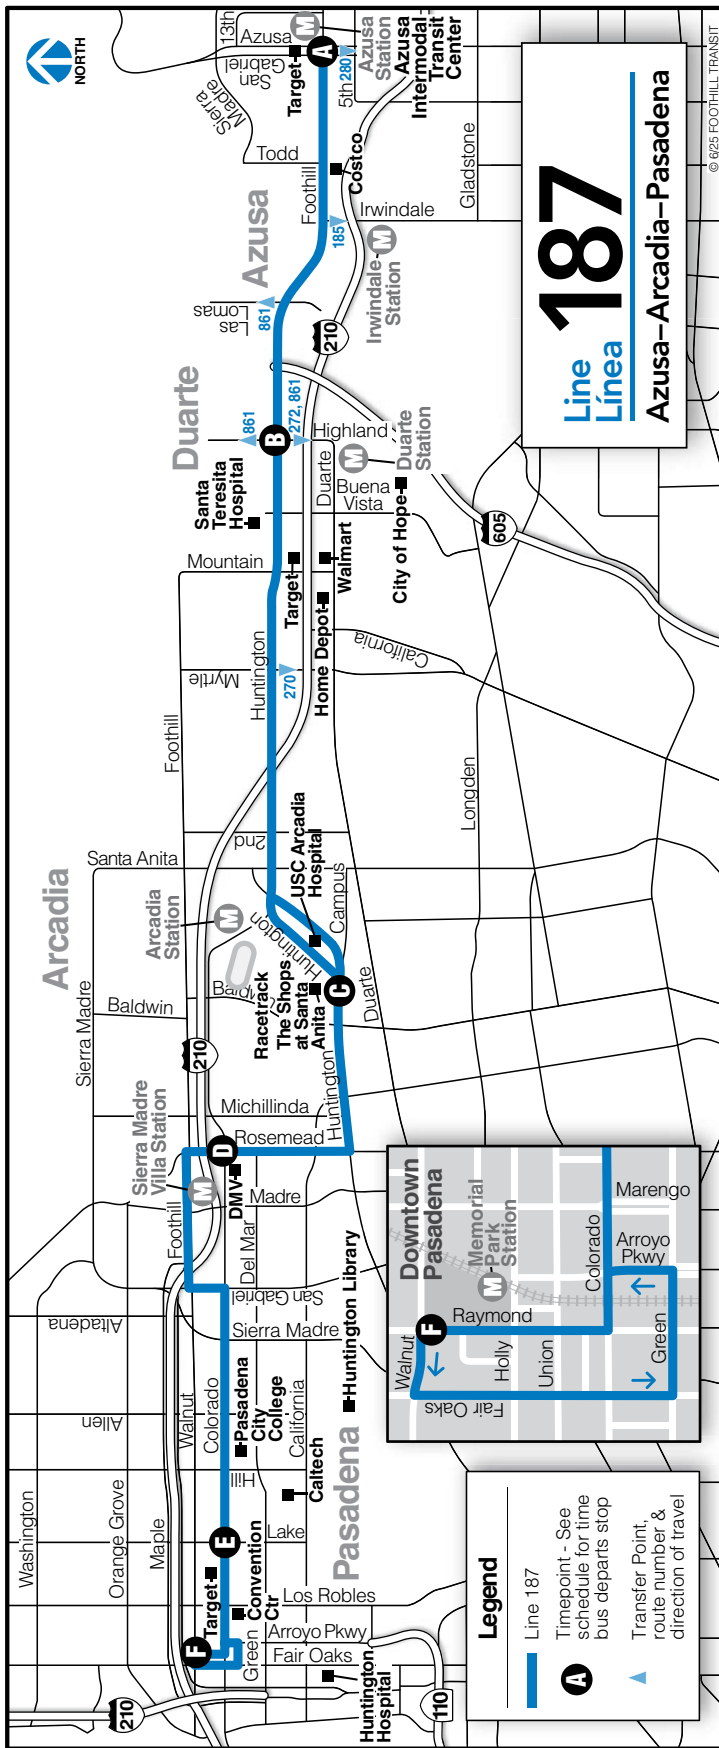 NORTH
13th
Azusa
San
Gabriel
Sierra
Madre
Target
A
M
Azusa
Station
Azusa
Intermodal
Transit
Center
280
5th
Todd
Foothill
Costco
Gladstone
Irwindale
185
M
Irwindale
Station
Azusa
Las
Lomas
861
210
Duarte
861
B
272, 861
Highland
Duarte
M
Duarte
Station
Buena
Vista
City of Hope
Santa
Teresita
Hospital
605
Mountain
Target
Walmart
Home Depot
California
Huntington
Myrtle
270
Foothill
Longden
2nd
Santa Anita
Arcadia
Arcadia
Station
M
USC Arcadia
Hospital
Campus
Huntington
Racetrack
The Shops
at Santa
Anita
C
Duarte
Baldwin
Baldwin
Sierra Madre
210
Michillinda
Huntington
Rosemead
D
Sierra Madre
Villa Station
M
DMV
Madre
Foothill
Del Mar
San Gabriel
Sierra Madre
Altadena
Huntington Library
Allen
Walnut
Colorado
Pasadena
City
College
California
Hill
Caltech
Pasadena
Washington
Orange Grove
Maple
E
Lake
Target
Convention
Ctr
Los Robles
Arroyo Pkwy
Fair Oaks
Green
F
Huntington
Hospital
210
110
Line
Línea
187
Azusa–Arcadia–Pasadena
© 6/25 FOOTHILL TRANSIT
Downtown
Pasadena
M
Memorial
Park
Station
Marengo
Colorado
Arroyo
Pkwy
Raymond
F
Walnut
Holly
Union
Green
Fair Oaks
Legend
Line 187
A
Timepoint - See
schedule for time
bus departs stop
Transfer Point,
route number &
direction of travel